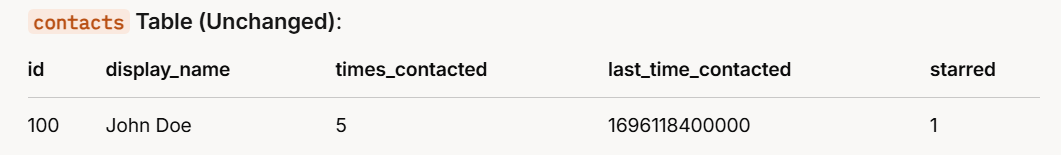 contacts Table (Unchanged):
id display_name times_contacted last_time_contacted starred
100 John Doe 5 1696118400000 1